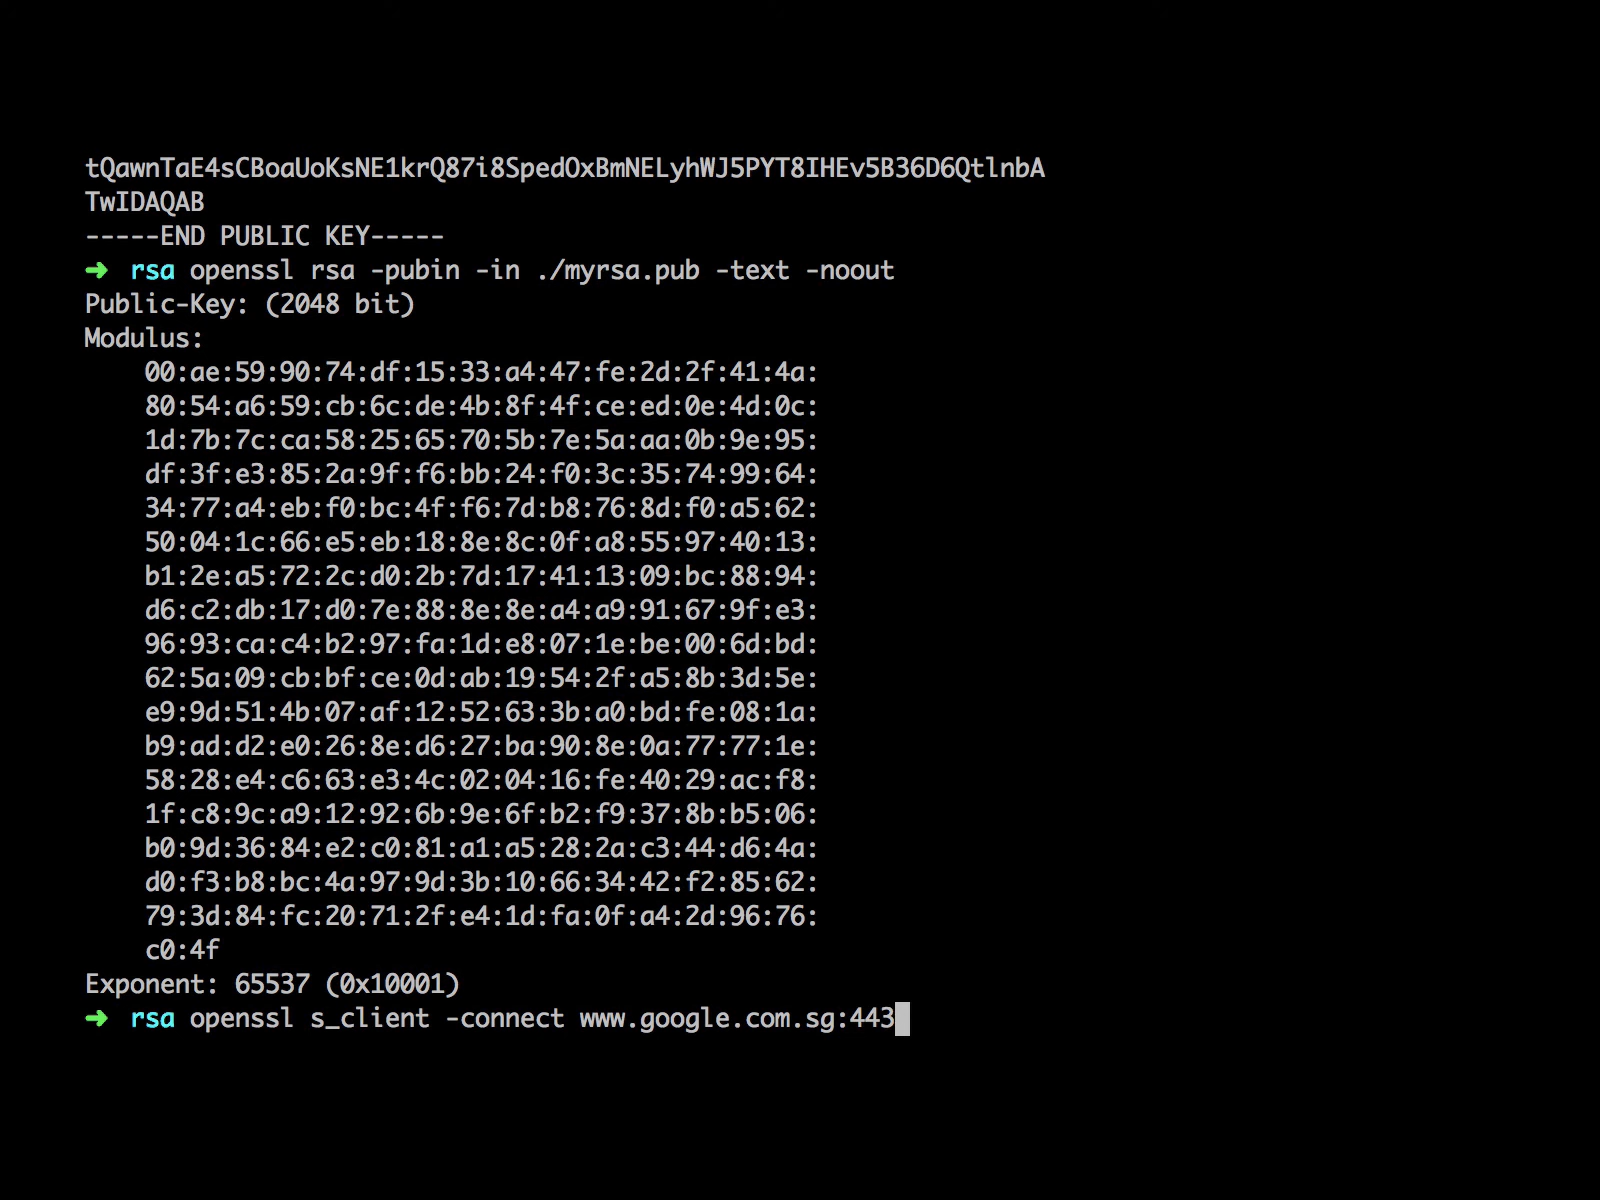 tQawnTaE4sCBoaUoKsNE1krQ87i8SpedOxBmNELyhWJ5PYT8IHEv5B36D6QtlnbA
TwIDAQAB
-----END PUBLIC KEY-----
➜ rsa openssl rsa -pubin -in ./myrsa.pub -text -noout
Public-Key: (2048 bit)
Modulus:
00:ae:59:90:74:df:15:33:a4:47:fe:2d:2f:41:4a:
80:54:a6:59:cb:6c:de:4b:8f:4f:ce:ed:0e:4d:0c:
1d:7b:7c:ca:58:25:65:70:5b:7e:5a:aa:0b:9e:95:
df:3f:e3:85:2a:9f:f6:bb:24:f0:3c:35:74:99:64:
34:77:a4:eb:f0:bc:4f:f6:7d:b8:76:8d:f0:a5:62:
50:04:1c:66:e5:eb:18:8e:8c:0f:a8:55:97:40:13:
b1:2e:a5:72:2c:d0:2b:7d:17:41:13:09:bc:88:94:
d6:c2:db:17:d0:7e:88:8e:8e:a4:a9:91:67:9f:e3:
96:93:ca:c4:b2:97:fa:1d:e8:07:1e:be:00:6d:bd:
62:5a:09:cb:bf:ce:0d:ab:19:54:2f:a5:8b:3d:5e:
e9:9d:51:4b:07:af:12:52:63:3b:a0:bd:fe:08:1a:
b9:ad:d2:e0:26:8e:d6:27:ba:90:8e:0a:77:77:1e:
58:28:e4:c6:63:e3:4c:02:04:16:fe:40:29:ac:f8:
1f:c8:9c:a9:12:92:6b:9e:6f:b2:f9:37:8b:b5:06:
b0:9d:36:84:e2:c0:81:a1:a5:28:2a:c3:44:d6:4a:
d0:f3:b8:bc:4a:97:9d:3b:10:66:34:42:f2:85:62:
79:3d:84:fc:20:71:2f:e4:1d:fa:0f:a4:2d:96:76:
c0:4f
Exponent: 65537 (0x10001)
➜ rsa openssl s_client -connect www.google.com.sg:443